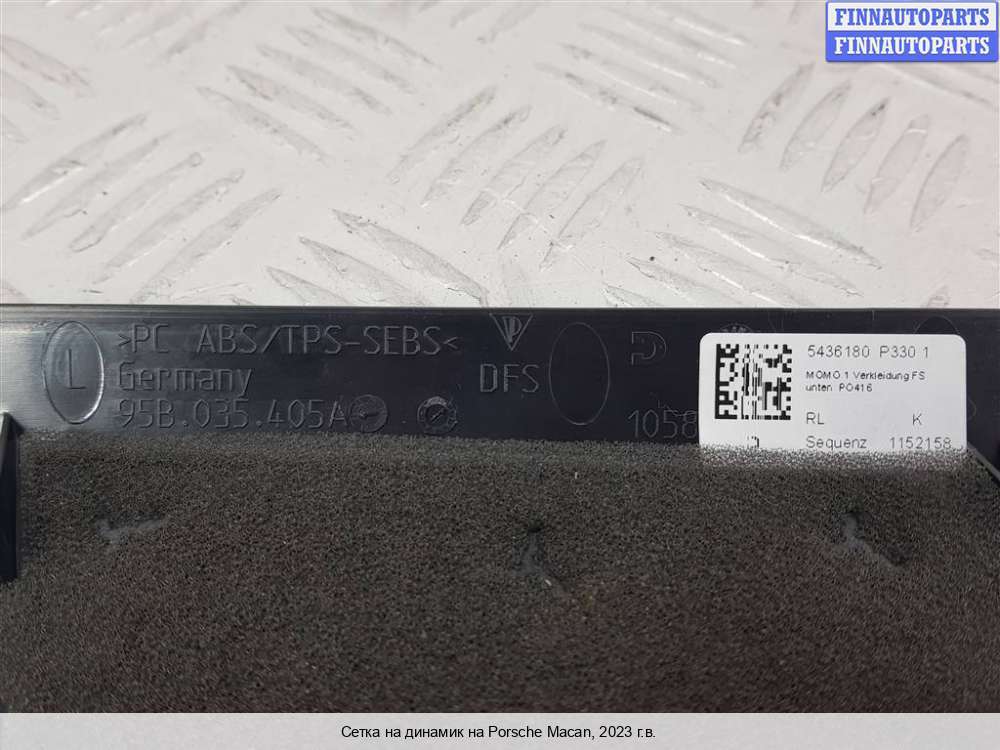 FINNAUTOPARTS
FINNAUTOPARTS
>PC ABS/TPS-SEBS<
L
Germany
DFS
95B.035.405A
1058
5436180 P330 1
MOMO.1 Verkleidung FS
unten PO416
RL K
Sequenz 1152158
Сетка на динамик на Porsche Macan, 2023 г.в.